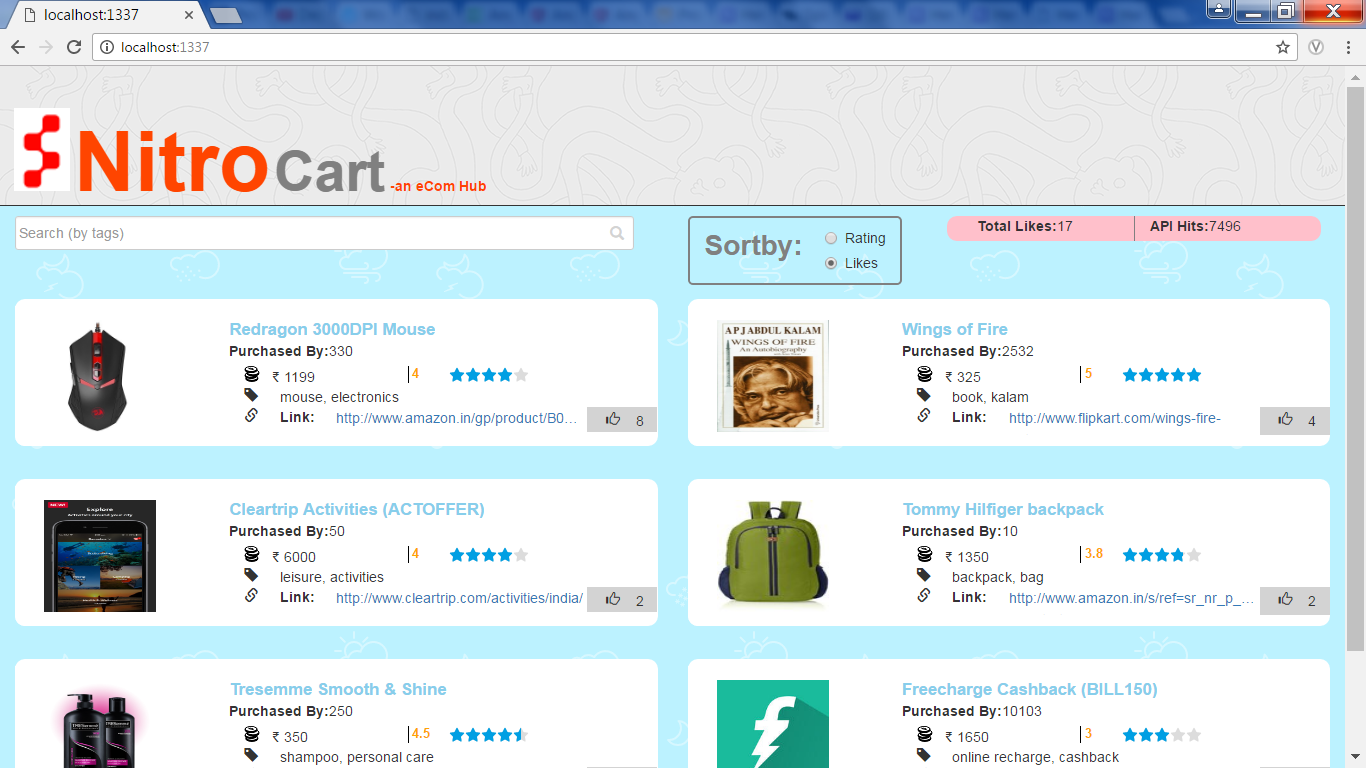 localhost:1337
localhost:1337
Nitro Cart -an eCom Hub
Search (by tags)
Sortby:
Rating
Likes
Total Likes:17
API Hits:7496
Redragon 3000DPI Mouse
Purchased By:330
₹ 1199
4
mouse, electronics
Link: http://www.amazon.in/gp/product/B0...
8
A P J ABDUL KALAM
WINGS OF FIRE
An Autobiography
Wings of Fire
Purchased By:2532
₹ 325
5
book, kalam
Link: http://www.flipkart.com/wings-fire-
4
Explore
Activities around your city
Cleartrip Activities (ACTOFFER)
Purchased By:50
₹ 6000
4
leisure, activities
Link: http://www.cleartrip.com/activities/india/
2
Tommy Hilfiger backpack
Purchased By:10
₹ 1350
3.8
backpack, bag
Link: http://www.amazon.in/s/ref=sr_nr_p_...
2
Tresemme Smooth & Shine
Purchased By:250
₹ 350
4.5
shampoo, personal care
Freecharge Cashback (BILL150)
Purchased By:10103
₹ 1650
3
online recharge, cashback